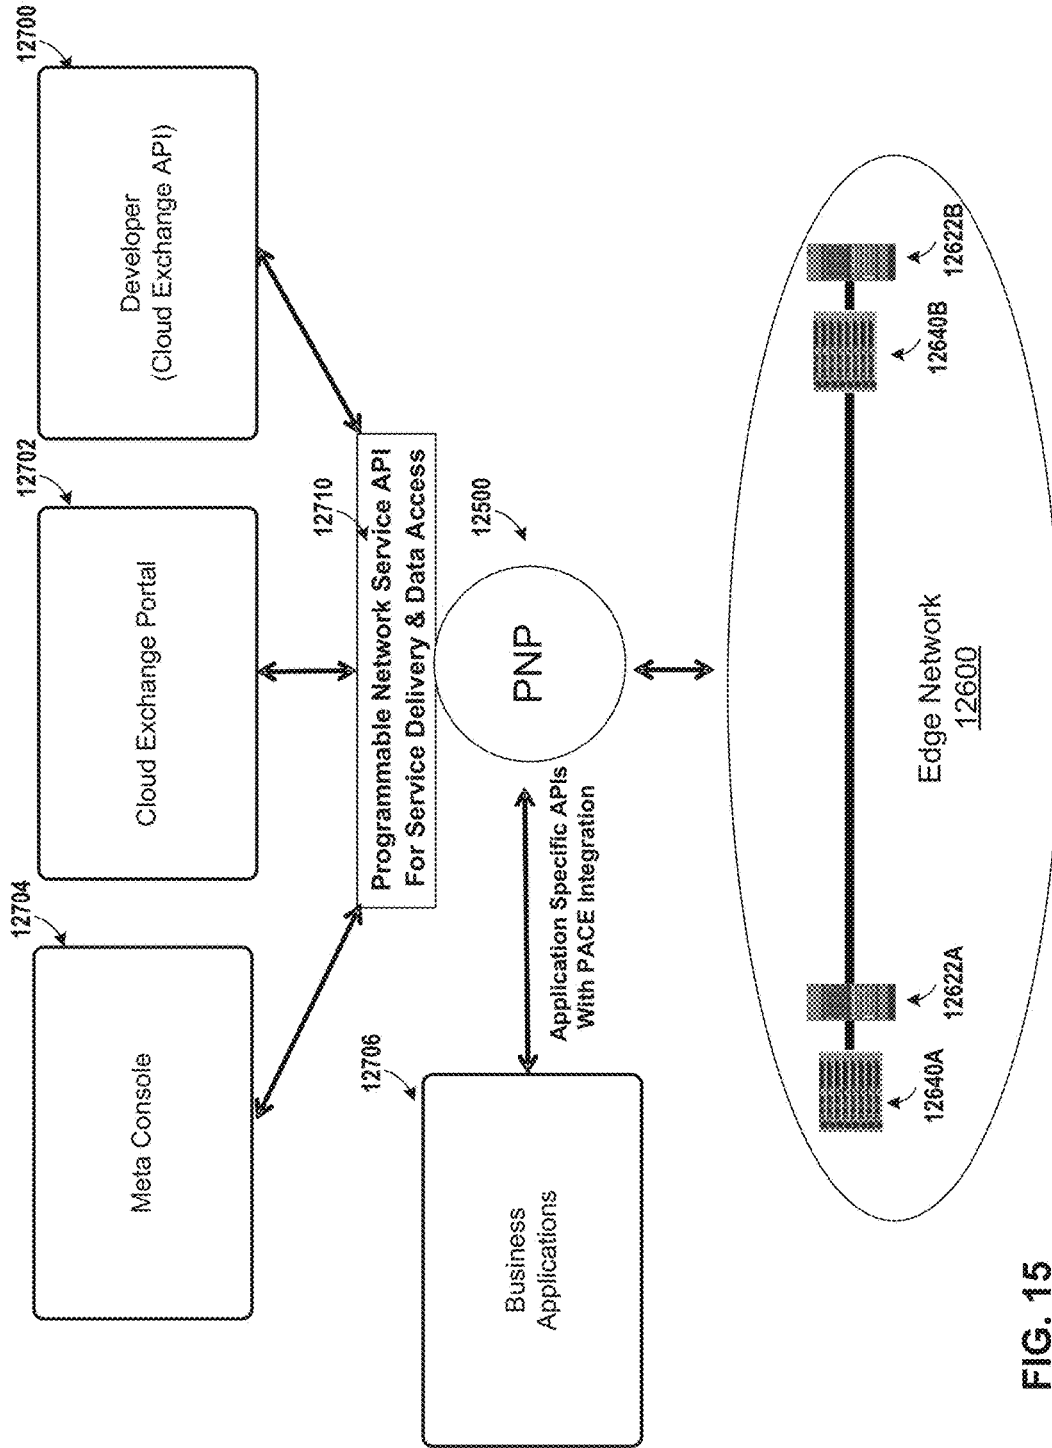 12704
12702
12700
Meta Console
Cloud Exchange Portal
Developer
(Cloud Exchange API)
12710
Programmable Network Service API
For Service Delivery & Data Access
12706
12500
Business
Applications
PNP
Application Specific APIs
With PACE Integration
Edge Network
12600
12640A
12622A
12640B
12622B
FIG. 15